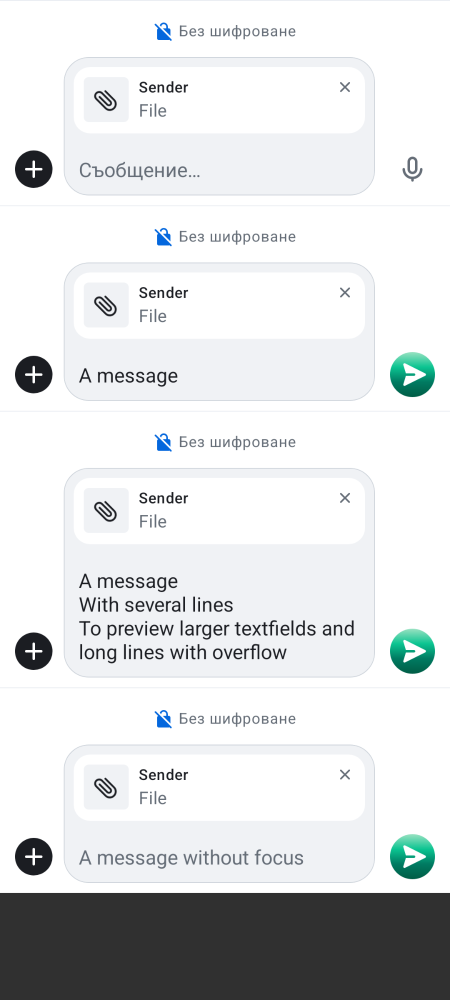 Без шифроване
Sender
File
Съобщение…
Без шифроване
Sender
File
A message
Без шифроване
Sender
File
A message
With several lines
To preview larger textfields and
long lines with overflow
Без шифроване
Sender
File
A message without focus